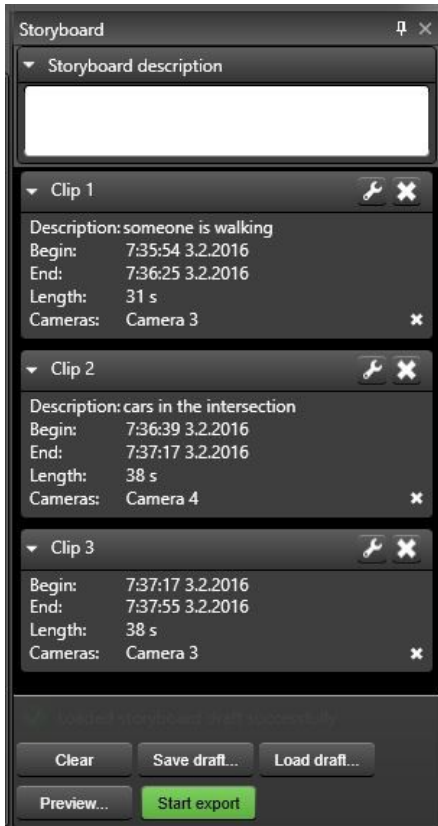 Storyboard
Storyboard description
Clip 1
Description: someone is walking
Begin: 7:35:54 3.2.2016
End: 7:36:25 3.2.2016
Length: 31 s
Cameras: Camera 3
Clip 2
Description: cars in the intersection
Begin: 7:36:39 3.2.2016
End: 7:37:17 3.2.2016
Length: 38 s
Cameras: Camera 4
Clip 3
Begin: 7:37:17 3.2.2016
End: 7:37:55 3.2.2016
Length: 38 s
Cameras: Camera 3
Loaded storyboard draft successfully
Clear Save draft... Load draft...
Preview... Start export